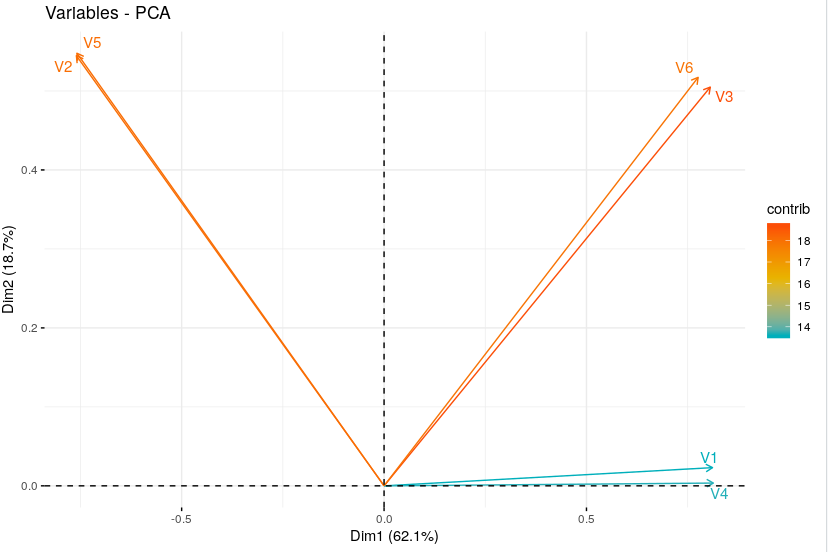 Variables - PCA
V5
V2
V6
V3
contrib
18
17
16
15
14
0.4
Dim2 (18.7%)
0.2
V1
0.0
V4
-0.5 0.0 0.5
Dim1 (62.1%)